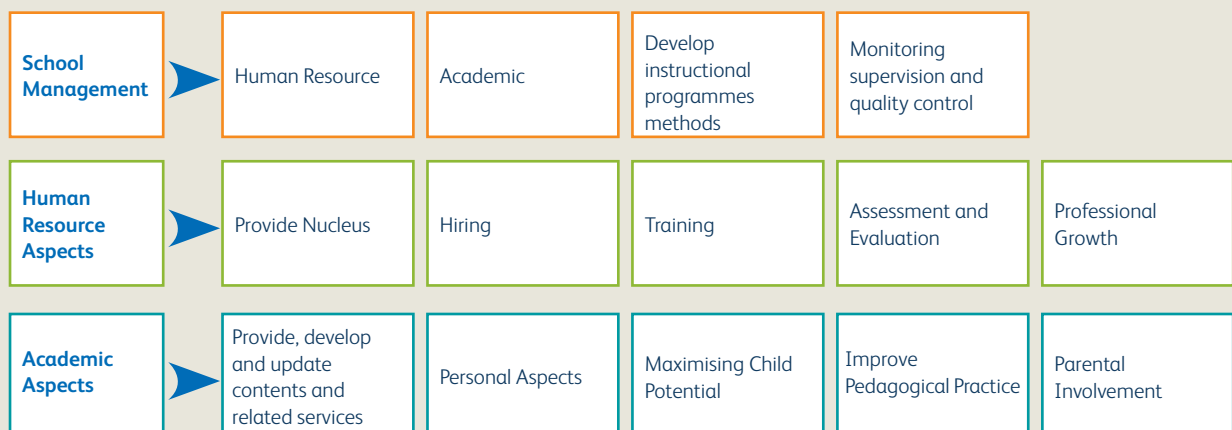 School
Management
Human Resource
Academic
Develop
instructional
programmes
methods
Monitoring
supervision and
quality control
Human
Resource
Aspects
Provide Nucleus
Hiring
Training
Assessment and
Evaluation
Professional
Growth
Academic
Aspects
Provide, develop
and update
contents and
related services
Personal Aspects
Maximising Child
Potential
Improve
Pedagogical Practice
Parental
Involvement